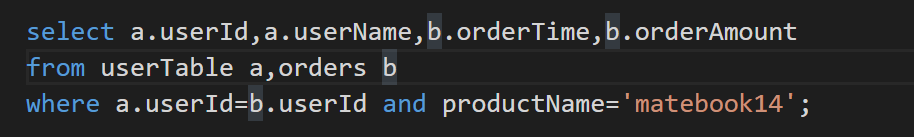 select a.userId,a.userName,b.orderTime,b.orderAmount
from userTable a,orders b
where a.userId=b.userId and productName='matebook14';